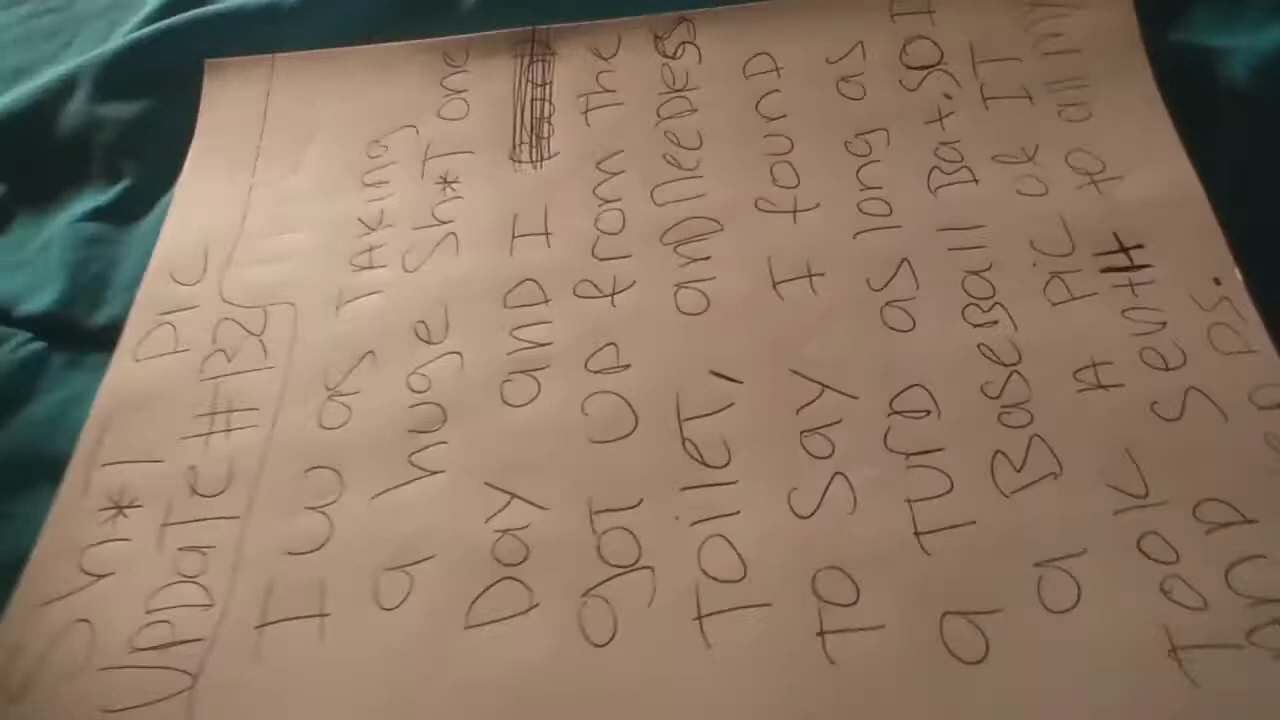 Sh*T PIC
UPDaTe # 132
I was TAKing
a huge Sh*T one
Day anD I
goT UP from The
ToileT, anD NeeDless
To Say I founD
a TurD as long as
a BaseBall Bat. SO I
Took A Pic of IT
anD SenT to all my